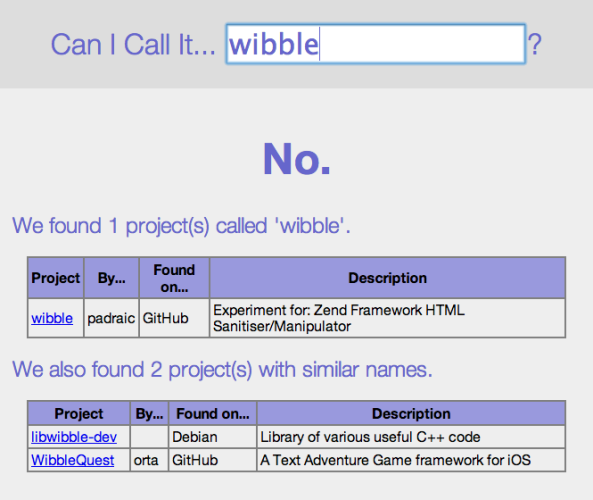 Can I Call It... wibble ?
No.
We found 1 project(s) called 'wibble'.
Project By... Found on... Description
wibble padraic GitHub Experiment for: Zend Framework HTML Sanitiser/Manipulator
We also found 2 project(s) with similar names.
Project By... Found on... Description
libwibble-dev Debian Library of various useful C++ code
WibbleQuest orta GitHub A Text Adventure Game framework for iOS